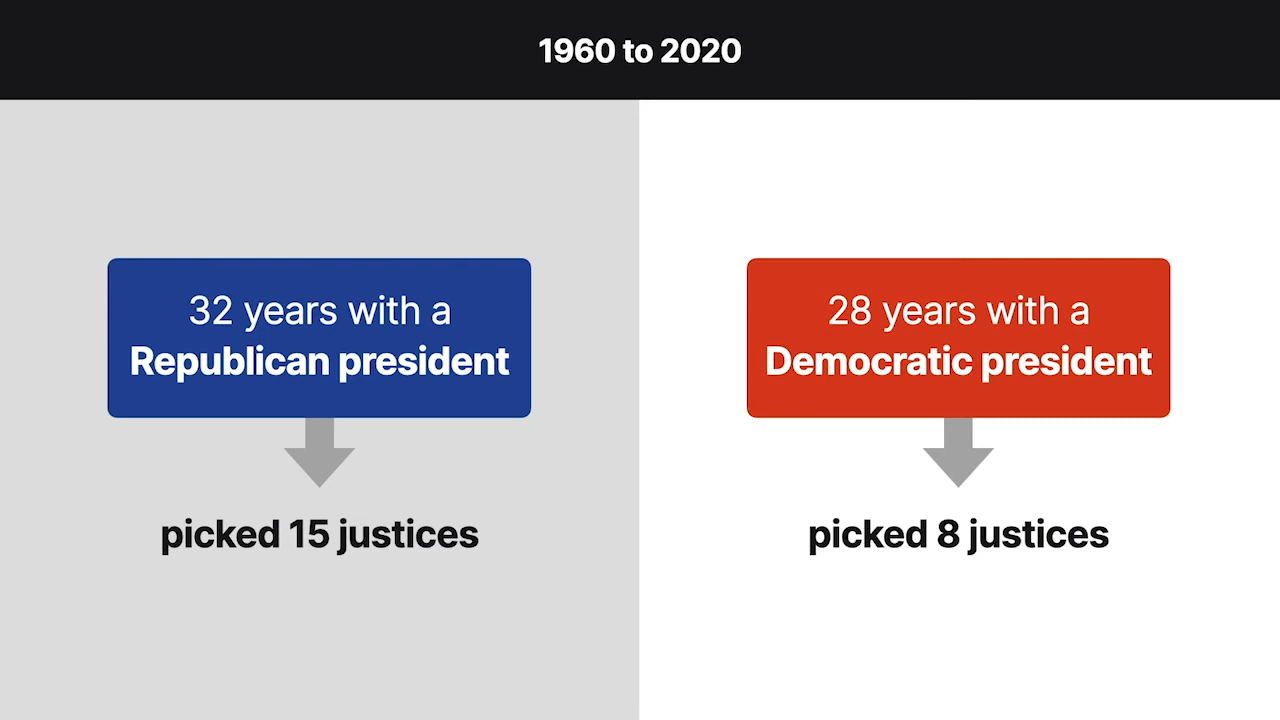 1960 to 2020
32 years with a
Republican president
picked 15 justices
28 years with a
Democratic president
picked 8 justices